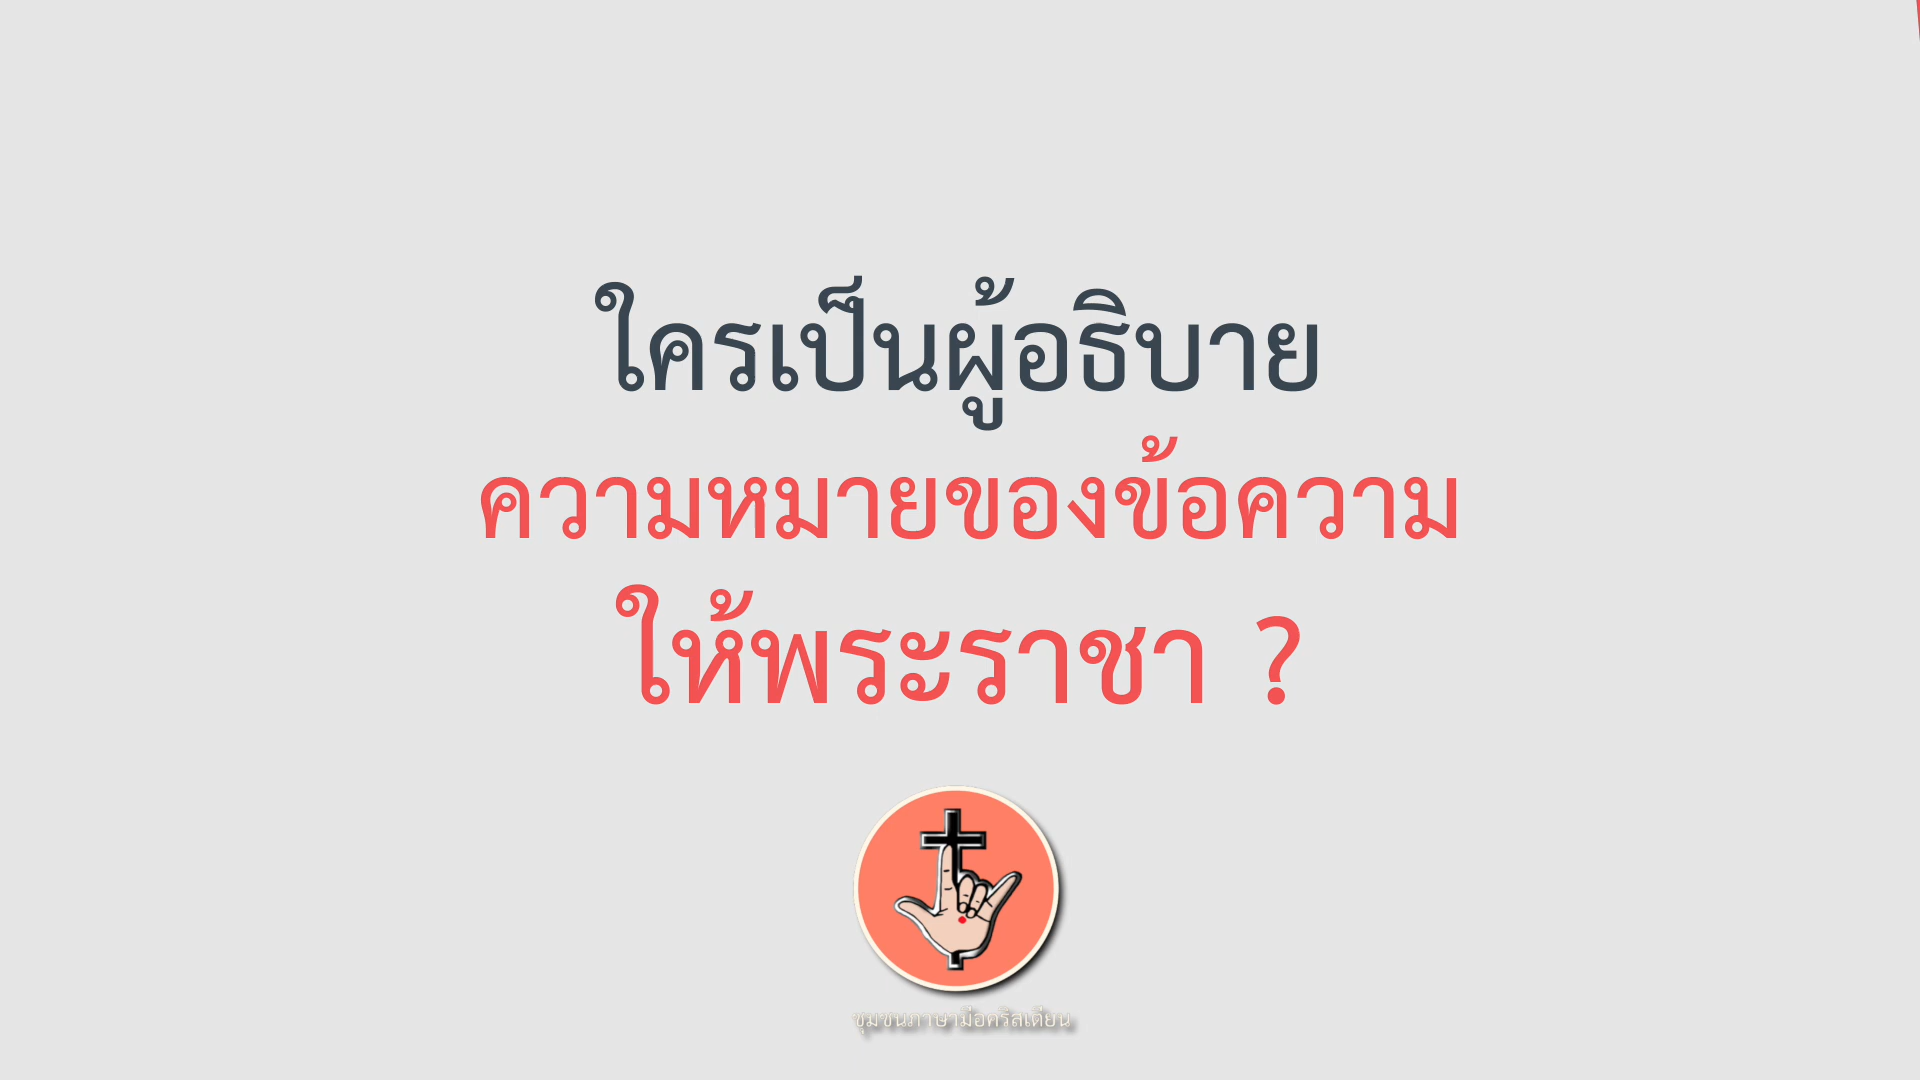 ใครเป็นผู้อธิบาย
ความหมายของข้อความ
ให้พระราชา ?
ชุมชนภาษามือคริสเตียน